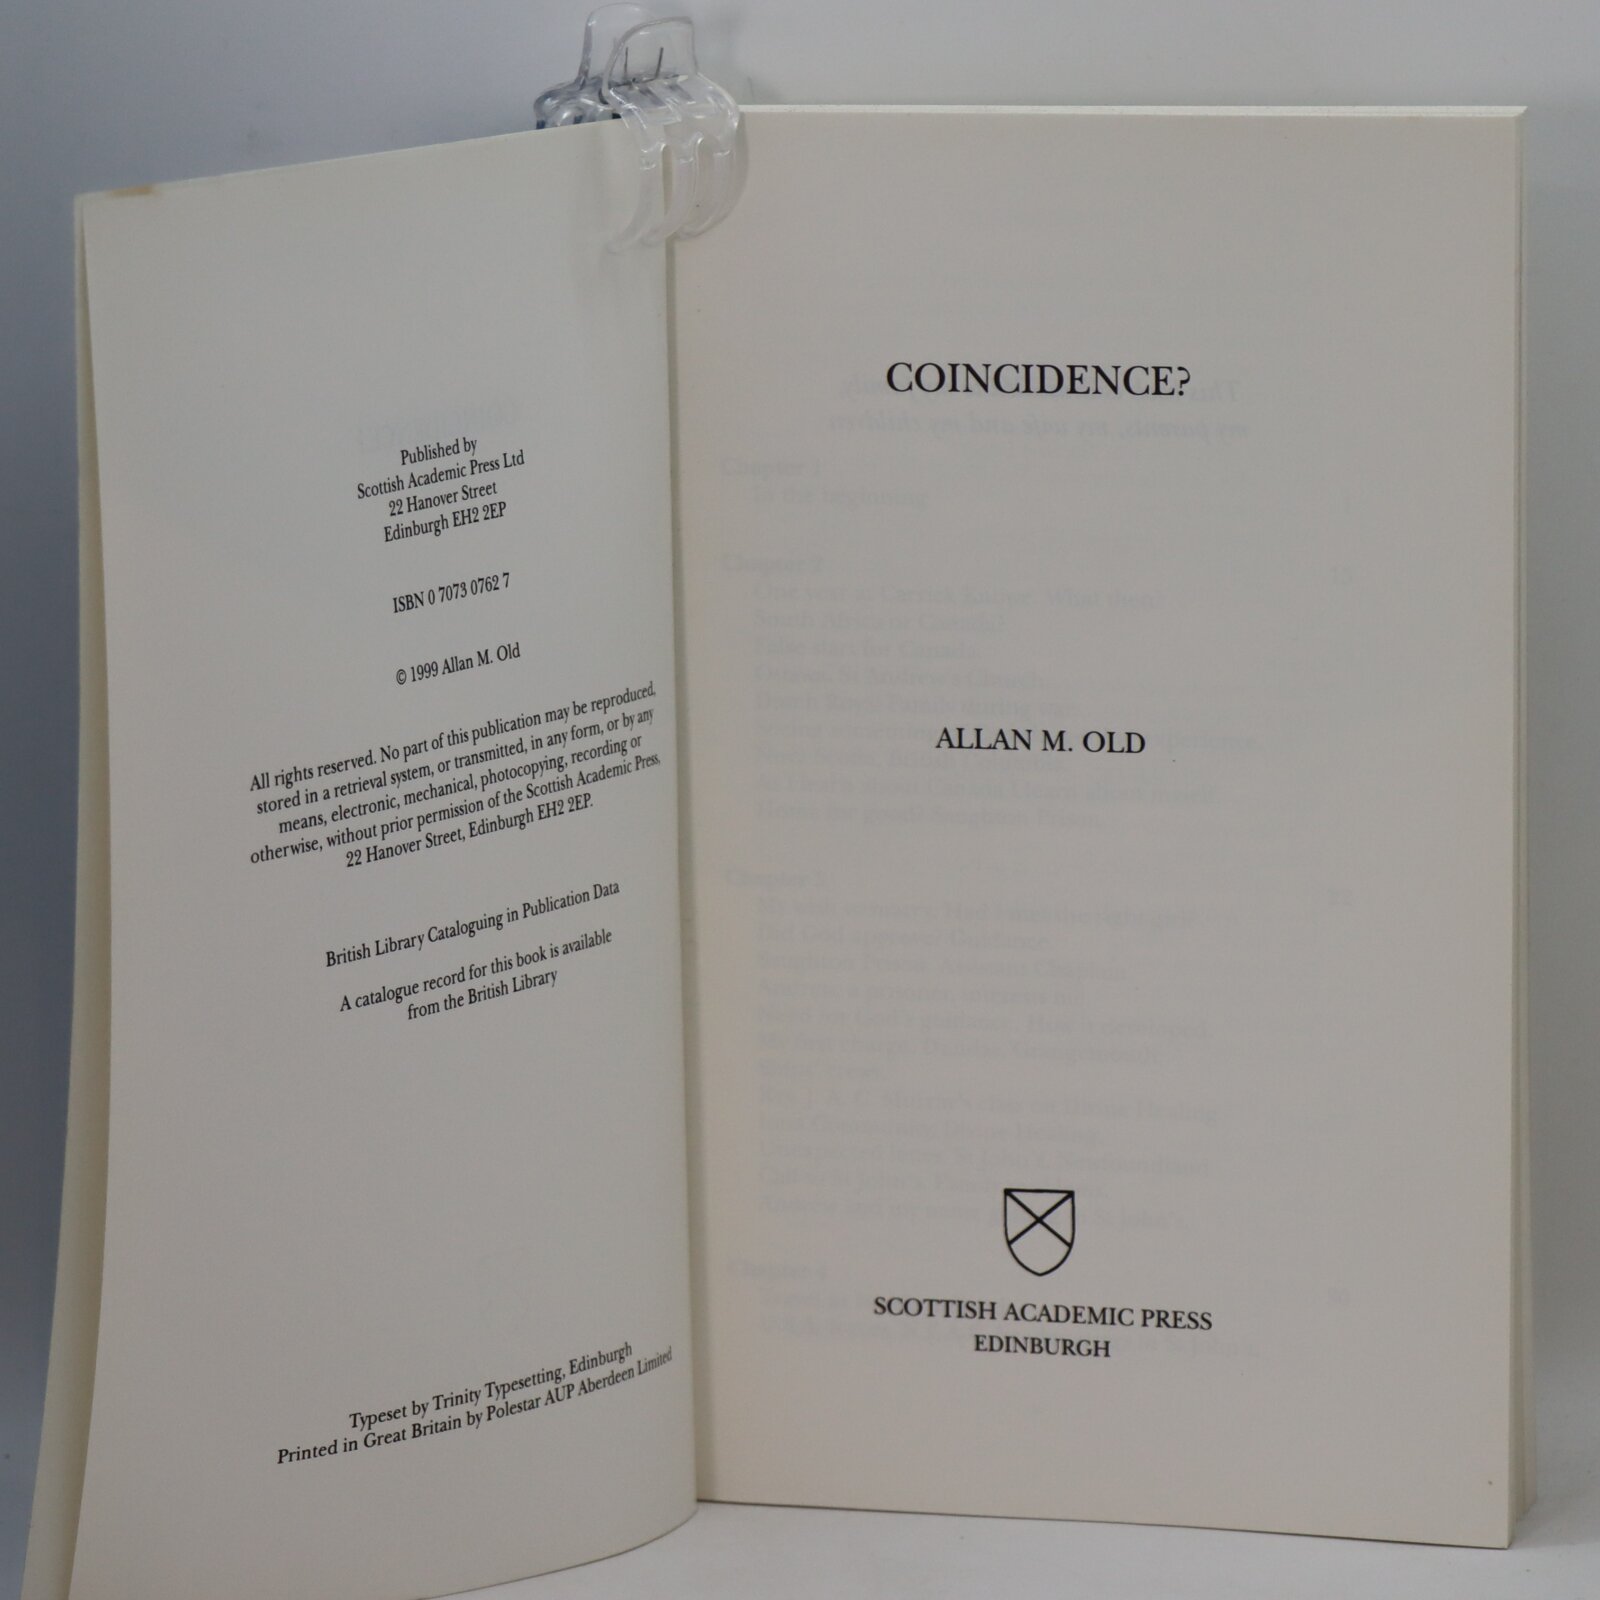 Published by
Scottish Academic Press Ltd
22 Hanover Street
Edinburgh EH2 2EP
ISBN 0 7073 0762 7
© 1999 Allan M. Old
All rights reserved. No part of this publication may be reproduced,
stored in a retrieval system, or transmitted, in any form, or by any
means, electronic, mechanical, photocopying, recording or
otherwise, without prior permission of the Scottish Academic Press,
22 Hanover Street, Edinburgh EH2 2EP.
British Library Cataloguing in Publication Data
A catalogue record for this book is available
from the British Library
Typeset by Trinity Typesetting, Edinburgh
Printed in Great Britain by Polestar AUP Aberdeen Limited
COINCIDENCE?
ALLAN M. OLD
SCOTTISH ACADEMIC PRESS
EDINBURGH